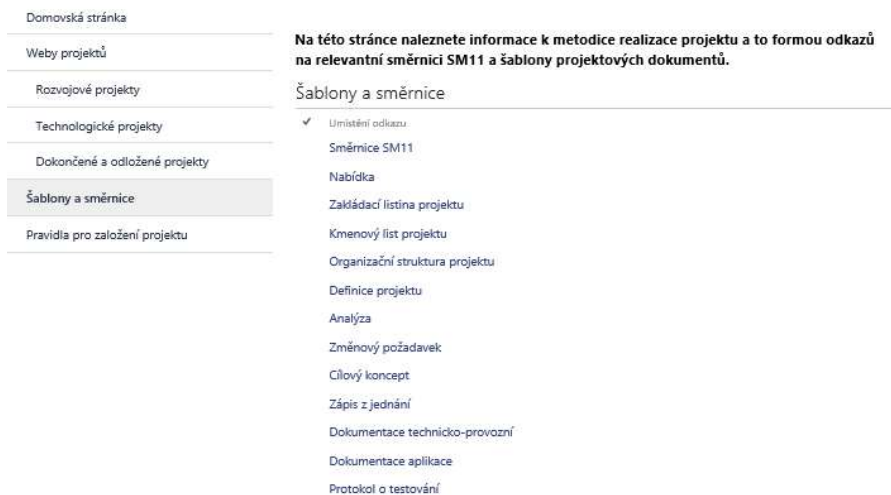 Domovská stránka
Weby projektů
Rozvojové projekty
Technologické projekty
Dokončené a odložené projekty
Šablony a směrnice
Pravidla pro založení projektu
Na této stránce naleznete informace k metodice realizace projektu a to formou odkazů
na relevantní směrnici SM11 a šablony projektových dokumentů.
Šablony a směrnice
Umístění odkazu
Směrnice SM11
Nabídka
Zakládací listina projektu
Kmenový list projektu
Organizační struktura projektu
Definice projektu
Analýza
Změnový požadavek
Cílový koncept
Zápis z jednání
Dokumentace technicko-provozní
Dokumentace aplikace
Protokol o testování